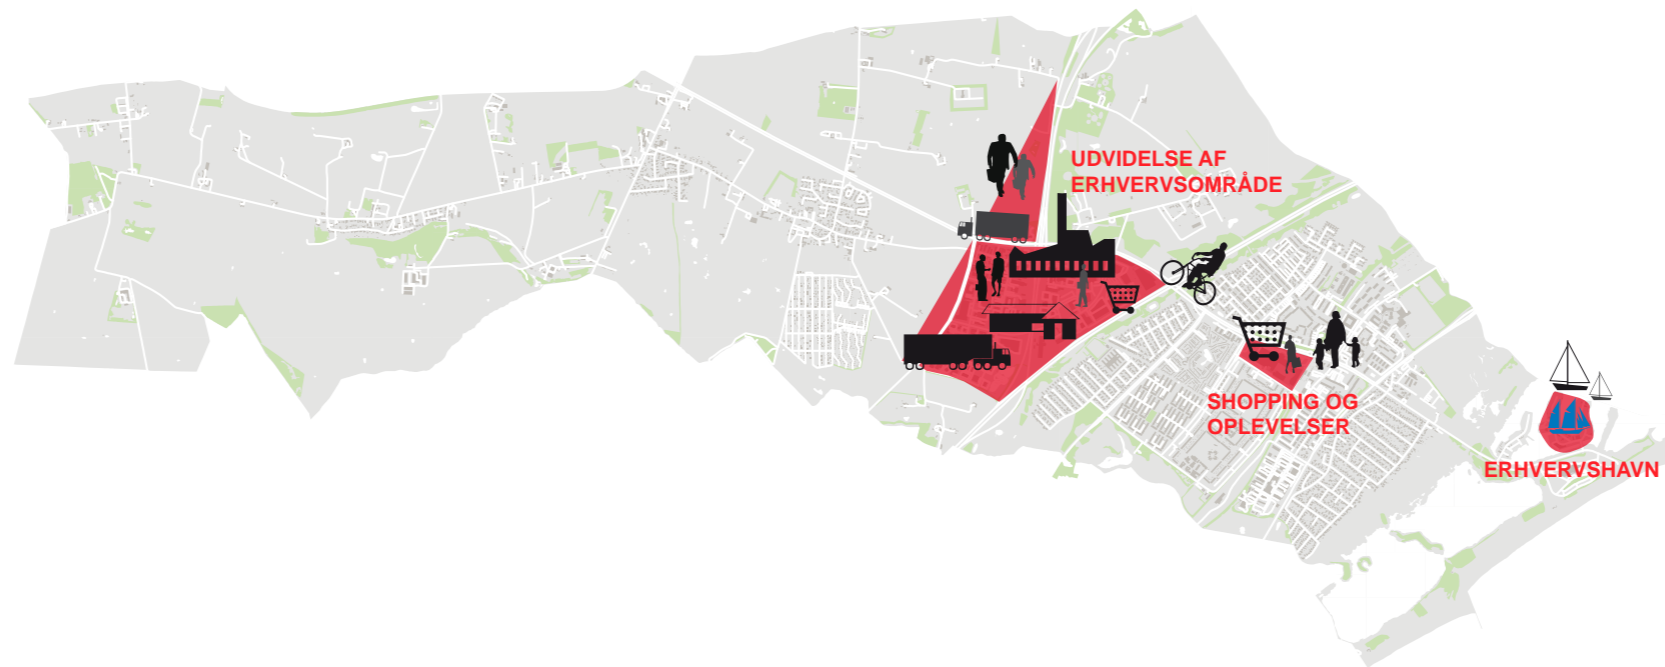 UDVIDELSE AF
ERHVERVSOMRÅDE
SHOPPING OG
OPLEVELSER
ERHVERVSHAVN